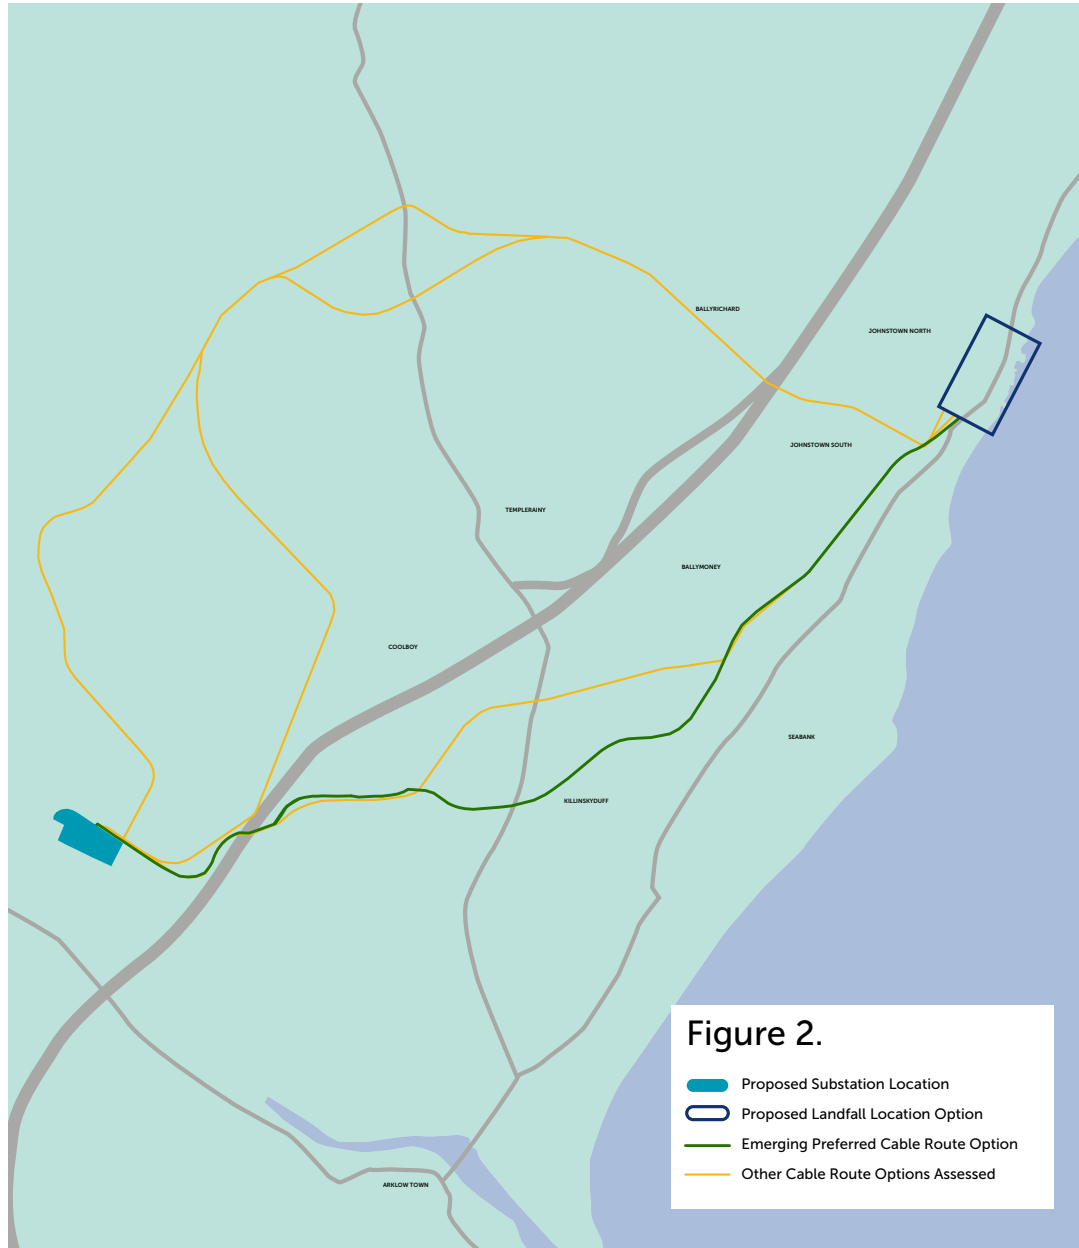 BALLYRICHARD
JOHNSTOWN NORTH
JOHNSTOWN SOUTH
TEMPLERAINY
BALLYMONEY
COOLBOY
SEABANK
KILLINSKYDUFF
ARKLOW TOWN
Figure 2.
Proposed Substation Location
Proposed Landfall Location Option
Emerging Preferred Cable Route Option
Other Cable Route Options Assessed